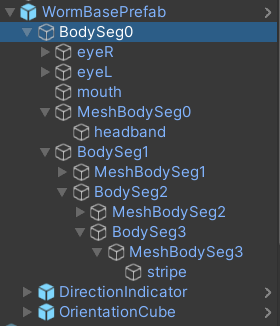 WormBasePrefab
BodySeg0
eyeR
eyeL
mouth
MeshBodySeg0
headband
BodySeg1
MeshBodySeg1
BodySeg2
MeshBodySeg2
BodySeg3
MeshBodySeg3
stripe
DirectionIndicator
OrientationCube